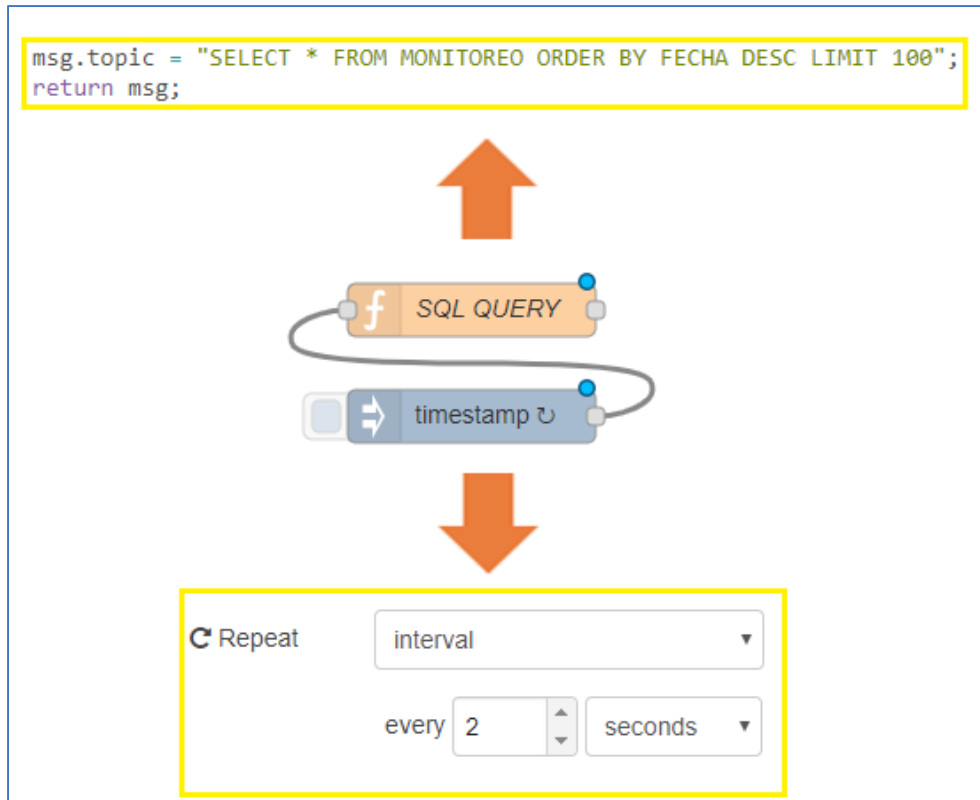 msg.topic = "SELECT * FROM MONITOREO ORDER BY FECHA DESC LIMIT 100";
return msg;
SQL QUERY
timestamp ↻
Repeat
interval
every 2 seconds